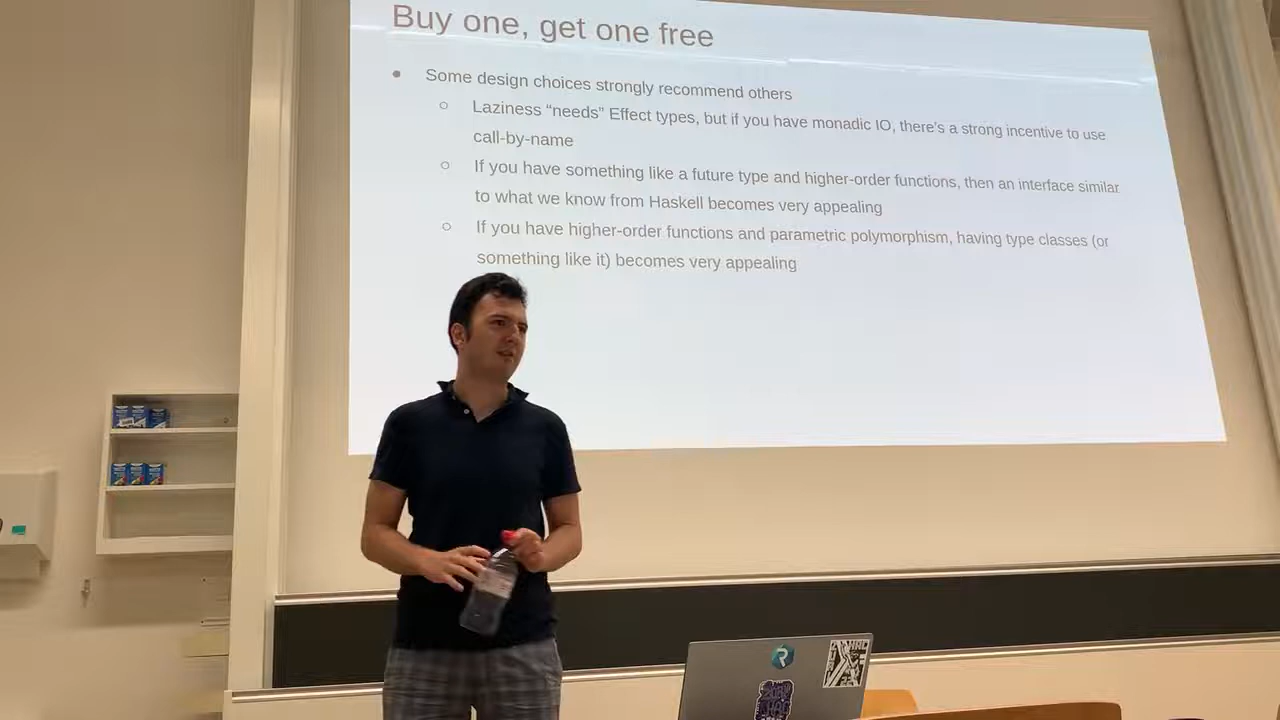 Buy one, get one free
Some design choices strongly recommend others
Laziness “needs” Effect types, but if you have monadic IO, there's a strong incentive to use
call-by-name
If you have something like a future type and higher-order functions, then an interface similar
to what we know from Haskell becomes very appealing
If you have higher-order functions and parametric polymorphism, having type classes (or
something like it) becomes very appealing
R